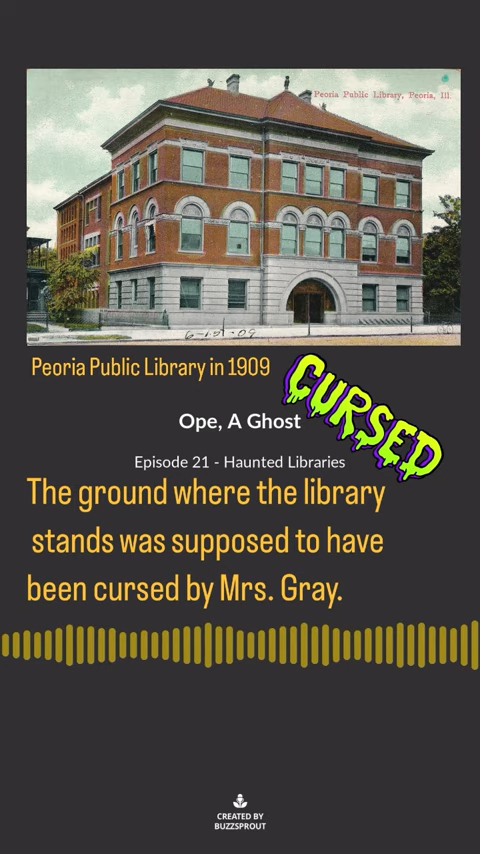 Peoria Public Library, Peoria, Ill.
6-1st-09
Peoria Public Library in 1909
CURSED
Ope, A Ghost
Episode 21 - Haunted Libraries
The ground where the library
stands was supposed to have
been cursed by Mrs. Gray.
CREATED BY
BUZZSPROUT